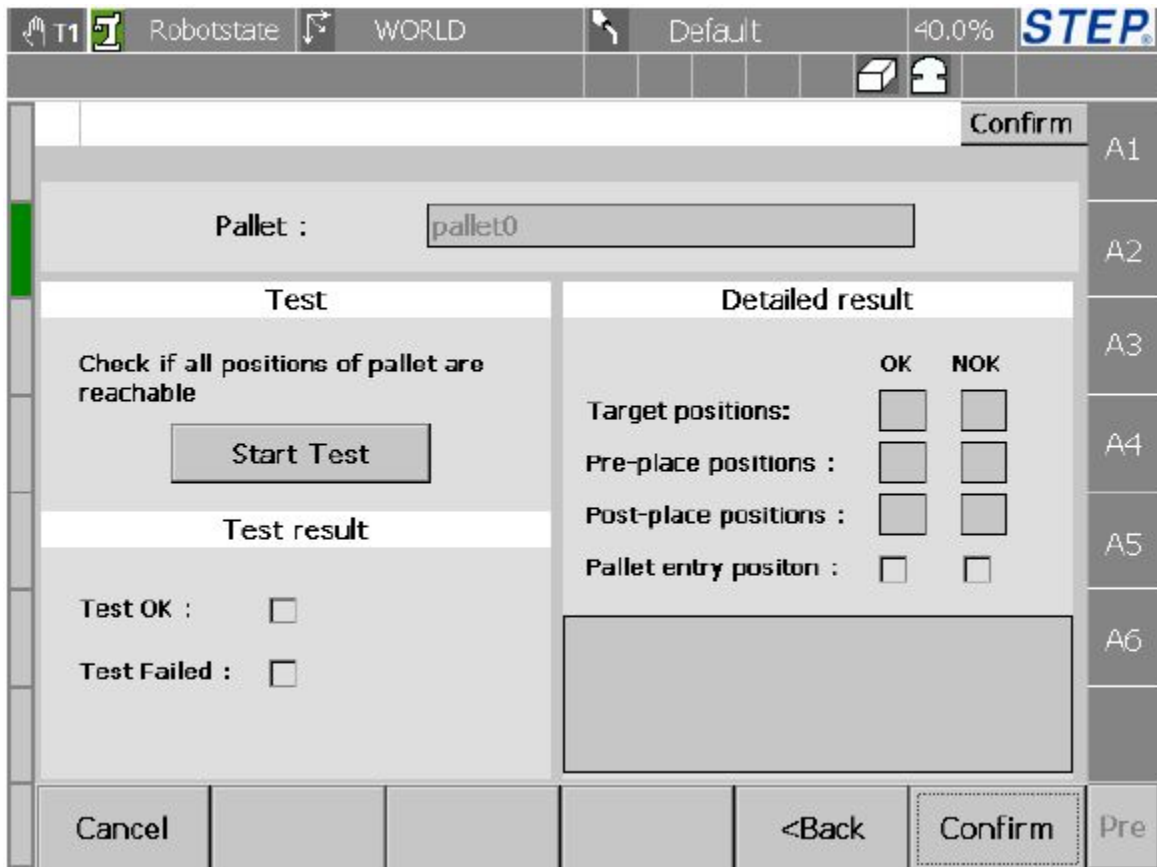 T1 Robotstate WORLD Default 40.0% STEP®
Confirm
A1
Pallet : pallet0
A2
Test
Detailed result
Check if all positions of pallet are
reachable
A3
OK NOK
Target positions:
Start Test
A4
Pre-place positions :
Test result
Post-place positions :
A5
Pallet entry positon :
Test OK :
A6
Test Failed :
Cancel <Back Confirm Pre